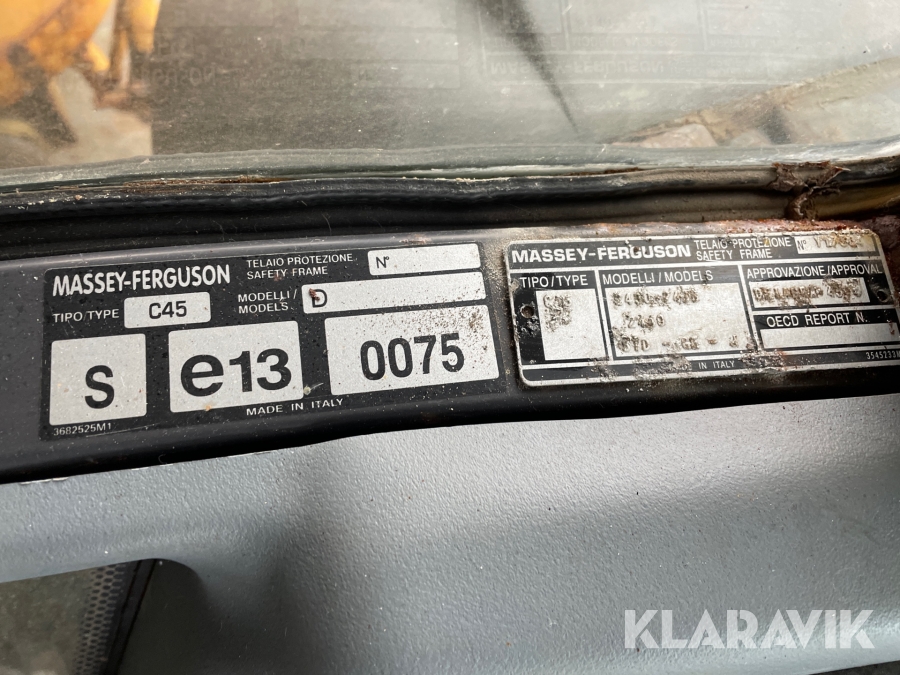 MASSEY-FERGUSON
TELAIO PROTEZIONE
SAFETY FRAME
N°
TIPO/TYPE
C45
MODELLI/
MODELS
D
S
e13
0075
MADE IN ITALY
3682525M1
MASSEY-FERGUSON
TELAIO PROTEZIONE
SAFETY FRAME
N°
TIPO/TYPE
MODELLI/MODELS
APPROVAZIONE/APPROVAL
C45
OECD REPORT N.
IN ITALY
KLARAVIK